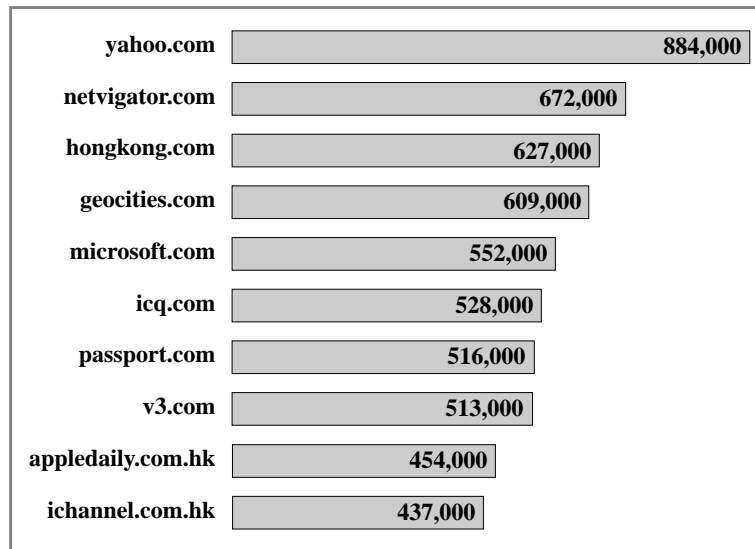 yahoo.com 884,000
netvigator.com 672,000
hongkong.com 627,000
geocities.com 609,000
microsoft.com 552,000
icq.com 528,000
passport.com 516,000
v3.com 513,000
appledaily.com.hk 454,000
ichannel.com.hk 437,000